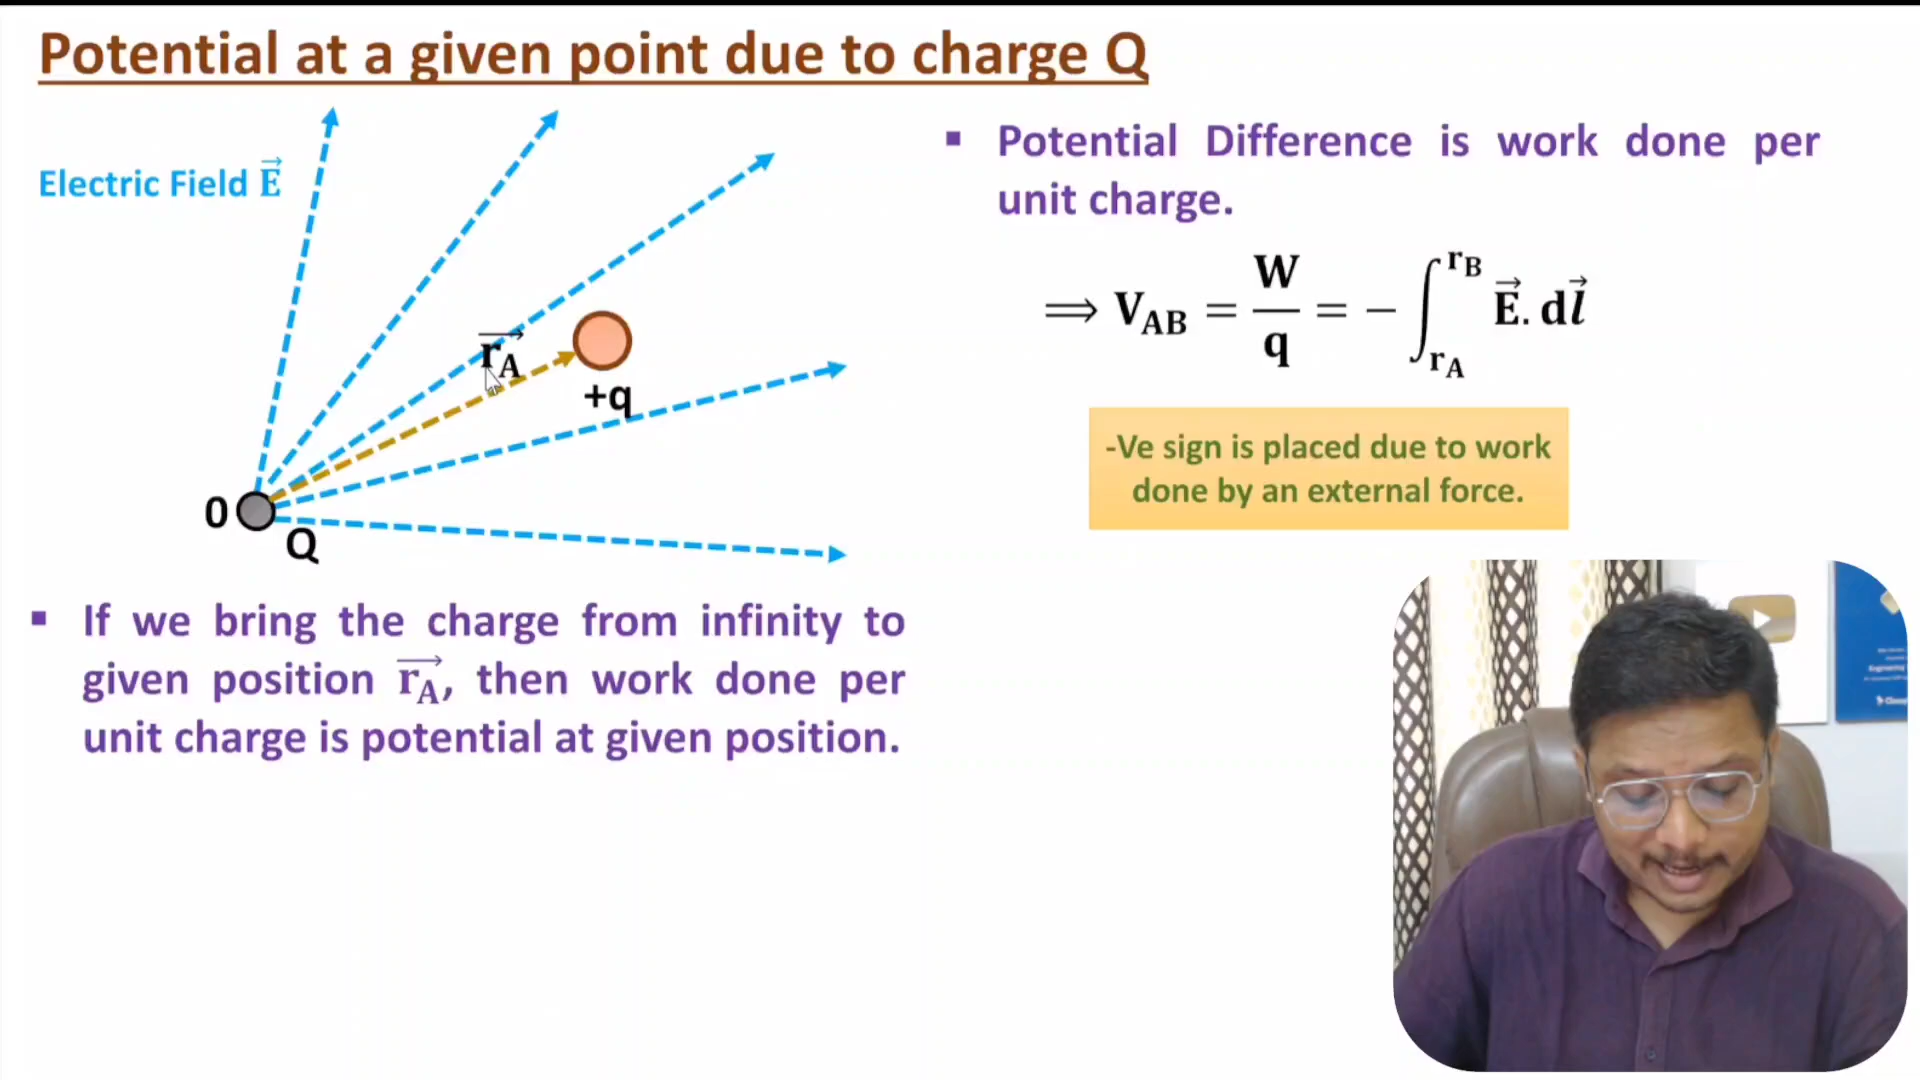 Potential at a given point due to charge Q
Electric Field E⃗
r⃗_A
+q
0
Q
▪ If we bring the charge from infinity to
given position r⃗_A, then work done per
unit charge is potential at given position.
▪ Potential Difference is work done per
unit charge.
⟹ V_AB = W/q = − ∫_{r_A}^{r_B} E⃗. dl⃗
-Ve sign is placed due to work
done by an external force.